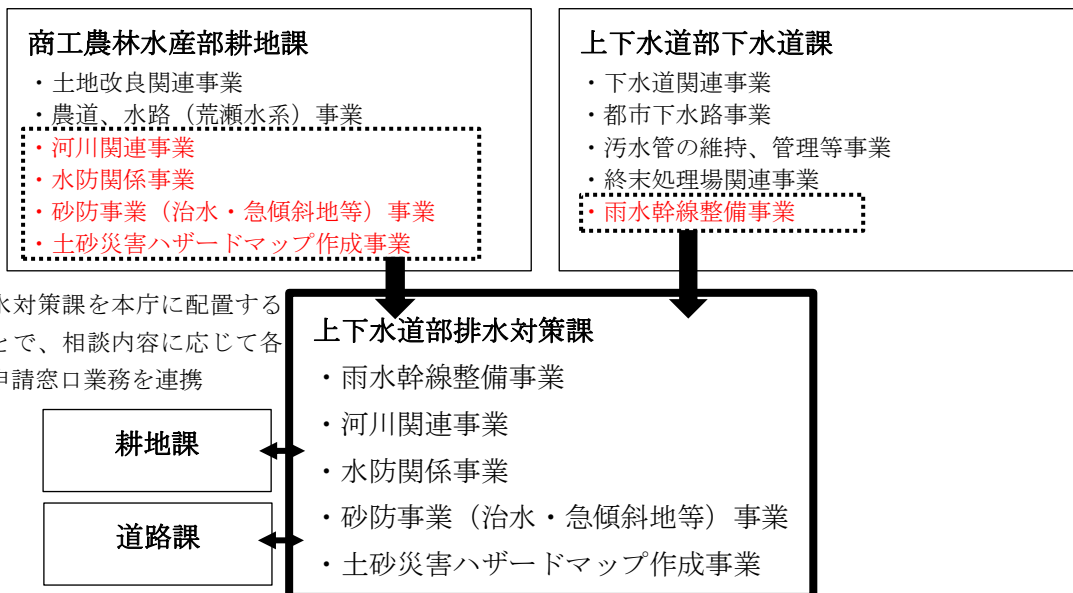 商工農林水産部耕地課
・土地改良関連事業
・農道、水路（荒瀬水系）事業
・河川関連事業
・水防関係事業
・砂防事業（治水・急傾斜地等）事業
・土砂災害ハザードマップ作成事業
上下水道部下水道課
・下水道関連事業
・都市下水路事業
・汚水管の維持、管理等事業
・終末処理場関連事業
・雨水幹線整備事業
水対策課を本庁に配置する
とで、相談内容に応じて各
申請窓口業務を連携
上下水道部排水対策課
・雨水幹線整備事業
・河川関連事業
・水防関係事業
・砂防事業（治水・急傾斜地等）事業
・土砂災害ハザードマップ作成事業
耕地課
道路課